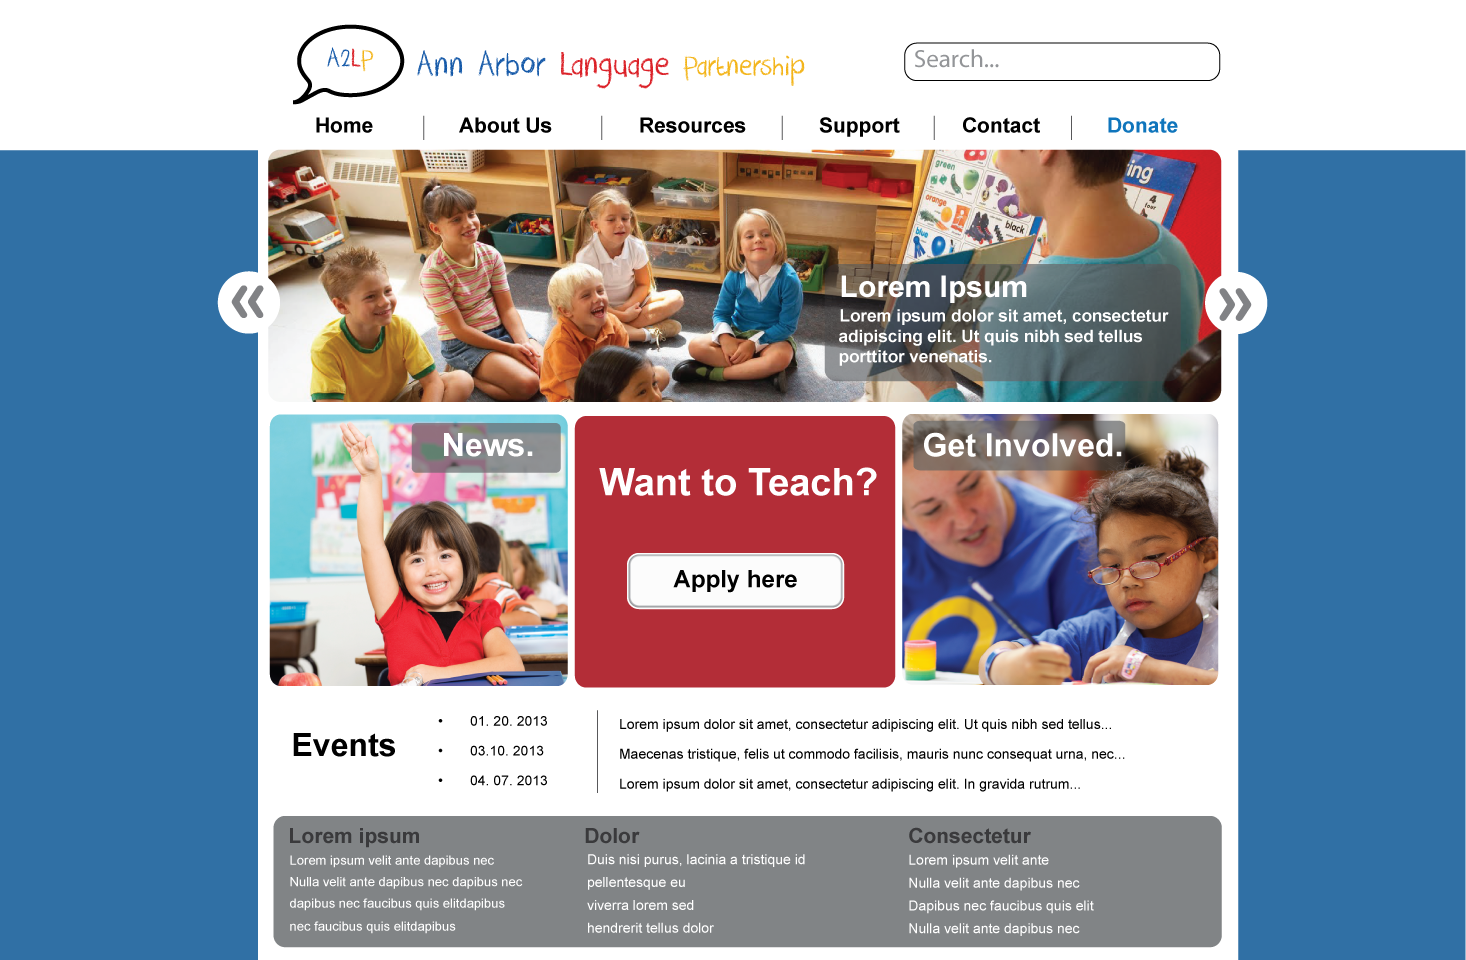 A2LP
Ann Arbor Language Partnership
Search...
Home
About Us
Resources
Support
Contact
Donate
green
orange
blue
black
ing
4
four
Lorem Ipsum
Lorem ipsum dolor sit amet, consectetur
adipiscing elit. Ut quis nibh sed tellus
porttitor venenatis.
News.
Want to Teach?
Apply here
Get Involved.
Events
• 01. 20. 2013
• 03.10. 2013
• 04. 07. 2013
Lorem ipsum dolor sit amet, consectetur adipiscing elit. Ut quis nibh sed tellus...
Maecenas tristique, felis ut commodo facilisis, mauris nunc consequat urna, nec...
Lorem ipsum dolor sit amet, consectetur adipiscing elit. In gravida rutrum...
Lorem ipsum
Lorem ipsum velit ante dapibus nec
Nulla velit ante dapibus nec dapibus nec
dapibus nec faucibus quis elitdapibus
nec faucibus quis elitdapibus
Dolor
Duis nisi purus, lacinia a tristique id
pellentesque eu
viverra lorem sed
hendrerit tellus dolor
Consectetur
Lorem ipsum velit ante
Nulla velit ante dapibus nec
Dapibus nec faucibus quis elit
Nulla velit ante dapibus nec